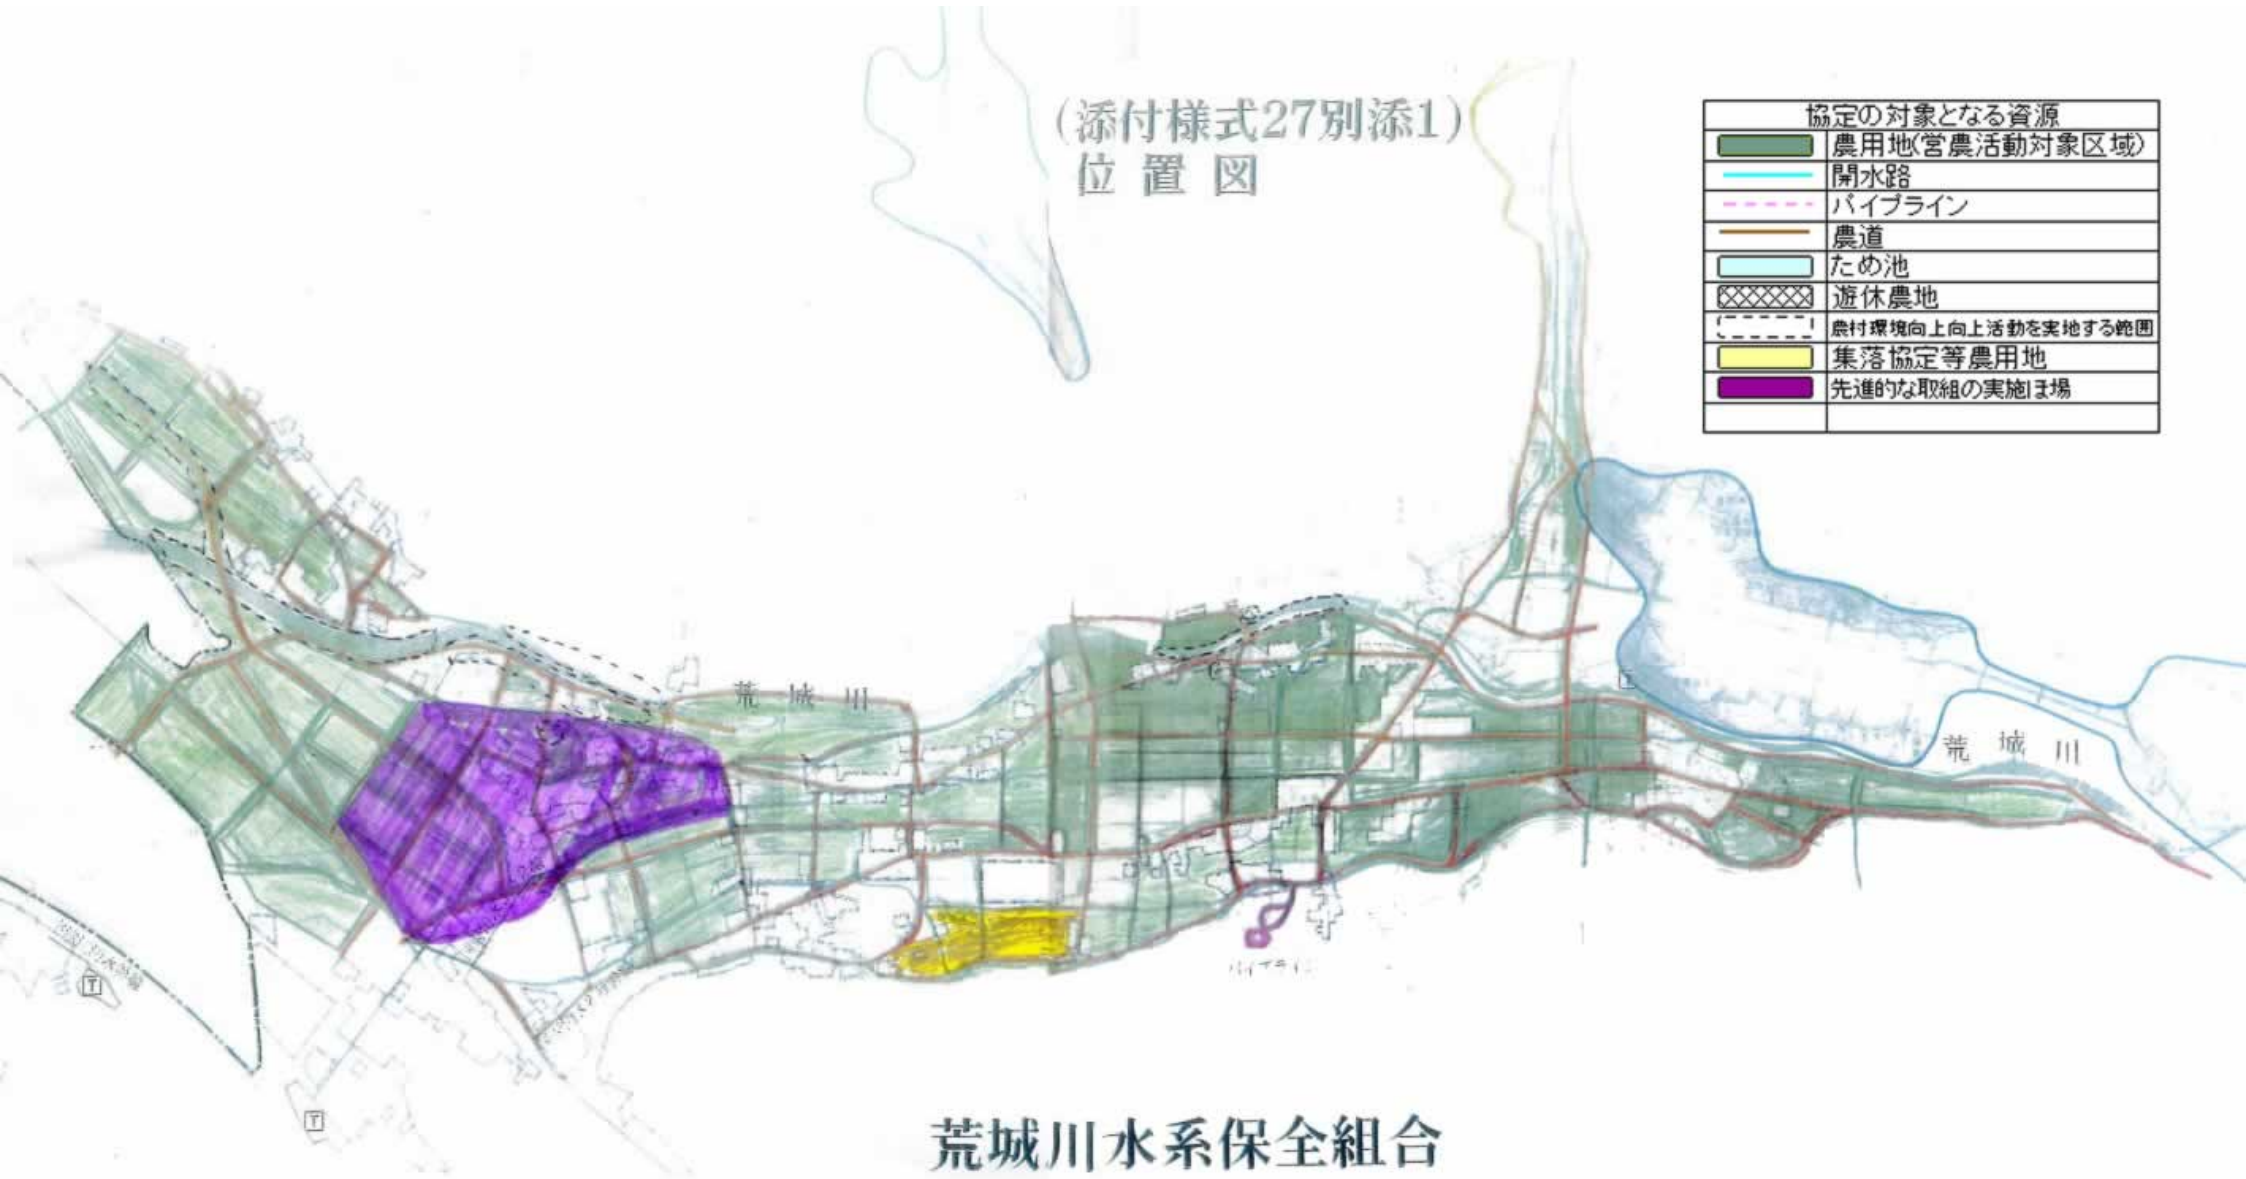 (添付様式27別添1)
位置図
協定の対象となる資源
農用地(営農活動対象区域)
開水路
パイプライン
農道
ため池
遊休農地
農村環境向上向上活動を実地する範囲
集落協定等農用地
先進的な取組の実施ほ場
荒城川
荒城川
パイプライン
荒城川水系保全組合